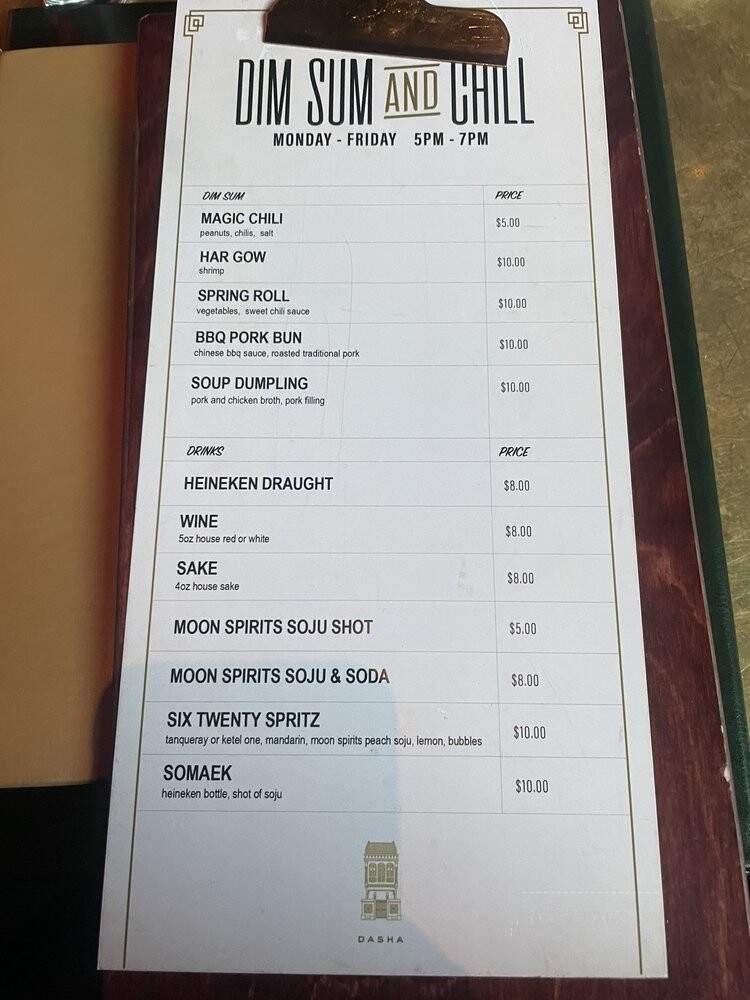 DIM SUM AND CHILL
MONDAY - FRIDAY 5PM - 7PM
DIM SUM PRICE
MAGIC CHILI $5.00
peanuts, chilis, salt
HAR GOW $10.00
shrimp
SPRING ROLL $10.00
vegetables, sweet chili sauce
BBQ PORK BUN $10.00
chinese bbq sauce, roasted traditional pork
SOUP DUMPLING $10.00
pork and chicken broth, pork filling
DRINKS PRICE
HEINEKEN DRAUGHT $8.00
WINE $8.00
5oz house red or white
SAKE $8.00
4oz house sake
MOON SPIRITS SOJU SHOT $5.00
MOON SPIRITS SOJU & SODA $8.00
SIX TWENTY SPRITZ $10.00
tanqueray or ketel one, mandarin, moon spirits peach soju, lemon, bubbles
SOMAEK $10.00
heineken bottle, shot of soju
DASHA